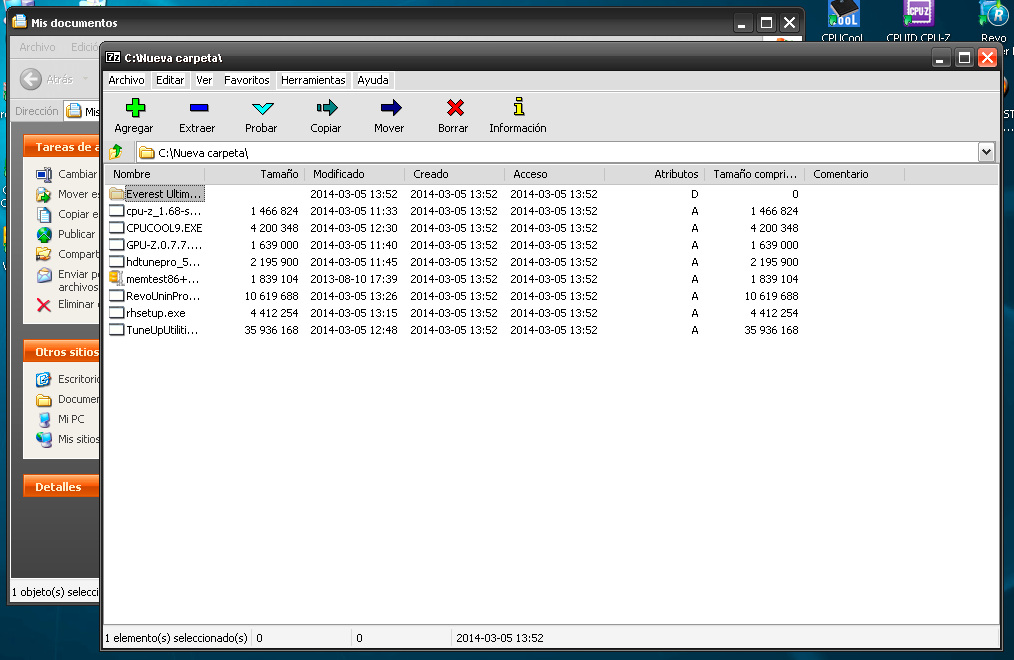 Mis documentos
Archivo Edició
Atrás
Dirección Mis
Tareas de a
Cambiar
Mover e
Copiar e
Publicar
Compart
Enviar p
archivos
Eliminar
Otros sitios
Escritorio
Documen
Mi PC
Mis sitios
Detalles
1 objeto(s) selecci
CPUCool
CPUID CPU-Z
Revo
C:\Nueva carpeta\
Archivo Editar Ver Favoritos Herramientas Ayuda
Agregar Extraer Probar Copiar Mover Borrar Información
C:\Nueva carpeta\
Nombre Tamaño Modificado Creado Acceso Atributos Tamaño compri... Comentario
Everest Ultim... 2014-03-05 13:52 2014-03-05 13:52 2014-03-05 13:52 D 0
cpu-z_1.68-s... 1 466 824 2014-03-05 11:33 2014-03-05 13:52 2014-03-05 13:52 A 1 466 824
CPUCOOL9.EXE 4 200 348 2014-03-05 12:30 2014-03-05 13:52 2014-03-05 13:52 A 4 200 348
GPU-Z.0.7.7.... 1 639 000 2014-03-05 11:40 2014-03-05 13:52 2014-03-05 13:52 A 1 639 000
hdtunepro_5... 2 195 900 2014-03-05 11:45 2014-03-05 13:52 2014-03-05 13:52 A 2 195 900
memtest86+... 1 839 104 2013-08-10 17:39 2014-03-05 13:52 2014-03-05 13:52 A 1 839 104
RevoUninPro... 10 619 688 2014-03-05 13:26 2014-03-05 13:52 2014-03-05 13:52 A 10 619 688
rhsetup.exe 4 412 254 2014-03-05 13:15 2014-03-05 13:52 2014-03-05 13:52 A 4 412 254
TuneUpUtiliti... 35 936 168 2014-03-05 12:48 2014-03-05 13:52 2014-03-05 13:52 A 35 936 168
1 elemento(s) seleccionado(s) 0 0 2014-03-05 13:52